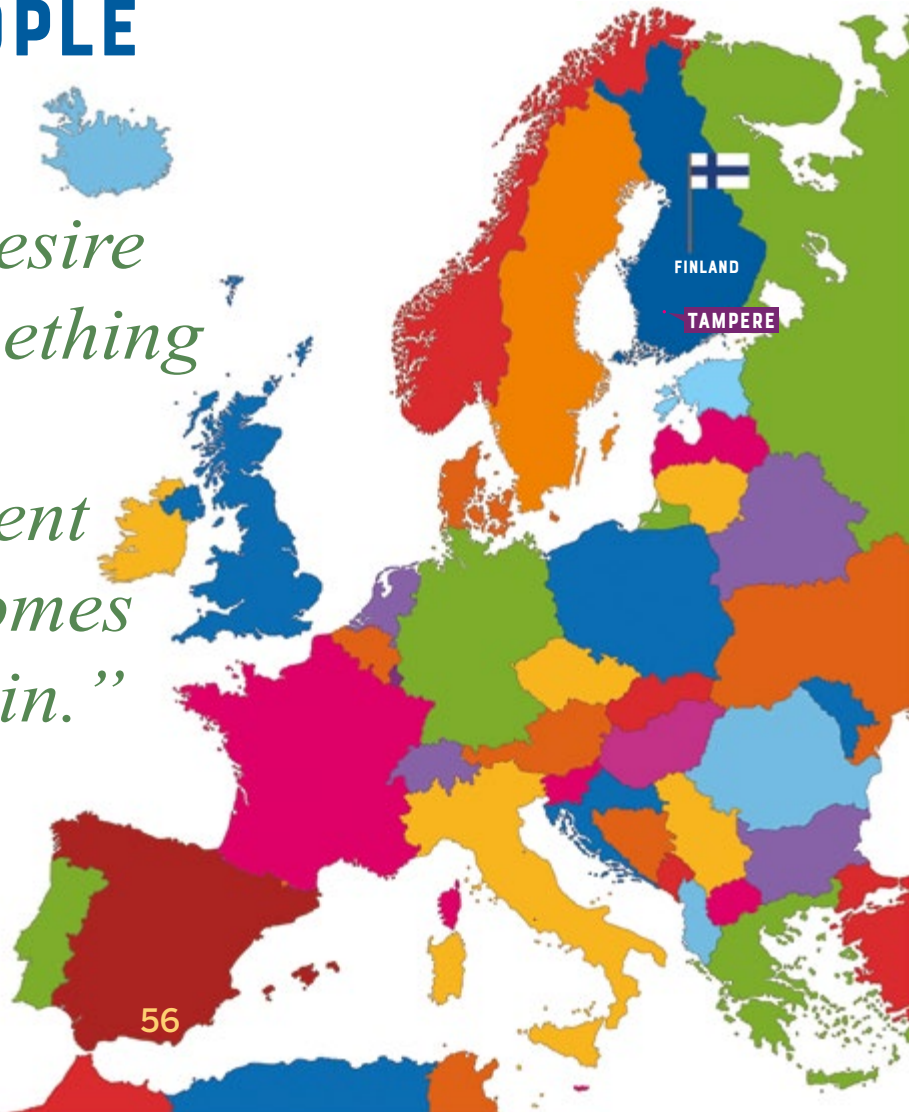 OPLE
esire
ething
ent
omes
in.”
FINLAND
TAMPERE
56